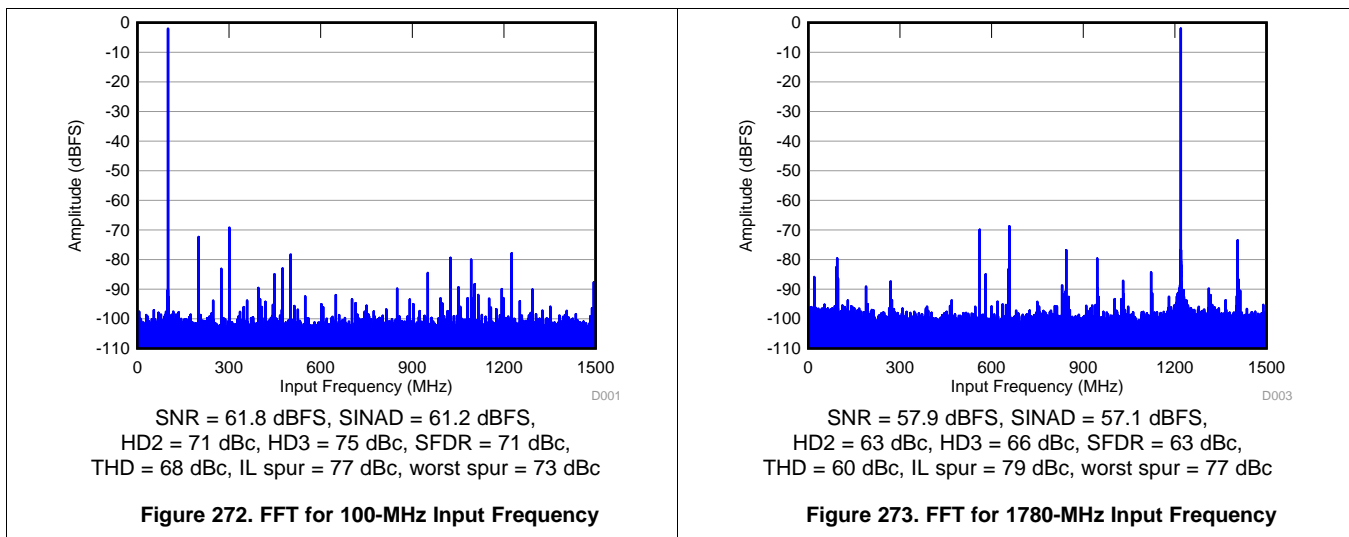 0
-10
-20
-30
-40
-50
-60
-70
-80
-90
-100
-110
Amplitude (dBFS)
0 300 600 900 1200 1500
Input Frequency (MHz)
D001
SNR = 61.8 dBFS, SINAD = 61.2 dBFS,
HD2 = 71 dBc, HD3 = 75 dBc, SFDR = 71 dBc,
THD = 68 dBc, IL spur = 77 dBc, worst spur = 73 dBc
Figure 272. FFT for 100-MHz Input Frequency
0
-10
-20
-30
-40
-50
-60
-70
-80
-90
-100
-110
Amplitude (dBFS)
0 300 600 900 1200 1500
Input Frequency (MHz)
D003
SNR = 57.9 dBFS, SINAD = 57.1 dBFS,
HD2 = 63 dBc, HD3 = 66 dBc, SFDR = 63 dBc,
THD = 60 dBc, IL spur = 79 dBc, worst spur = 77 dBc
Figure 273. FFT for 1780-MHz Input Frequency